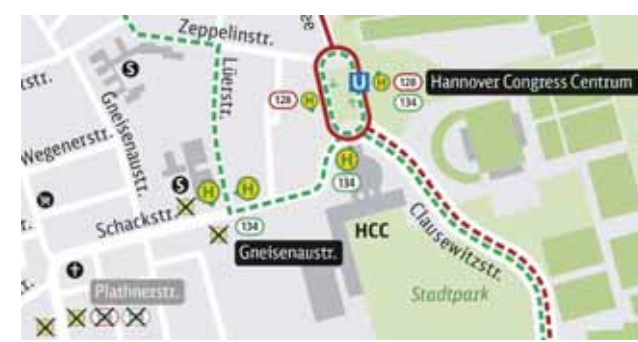 Zeppelinstr.
str.
S
Lüerstr.
Gneisenaustr.
128
H
U
H
128
Hannover Congress Centrum
134
Wegenerstr.
H
134
S
H
H
Schackstr.
134
Gneisenaustr.
HCC
Clausewitzstr.
Plathnerstr.
Stadtpark